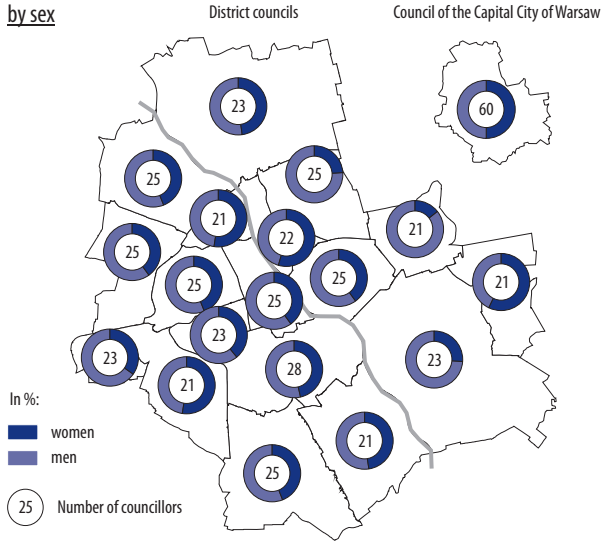 by sex
District councils
Council of the Capital City of Warsaw
23
60
25
25
21
21
22
25
25
21
25
25
23
23
23
28
21
21
25
In %:
women
men
25 Number of councillors